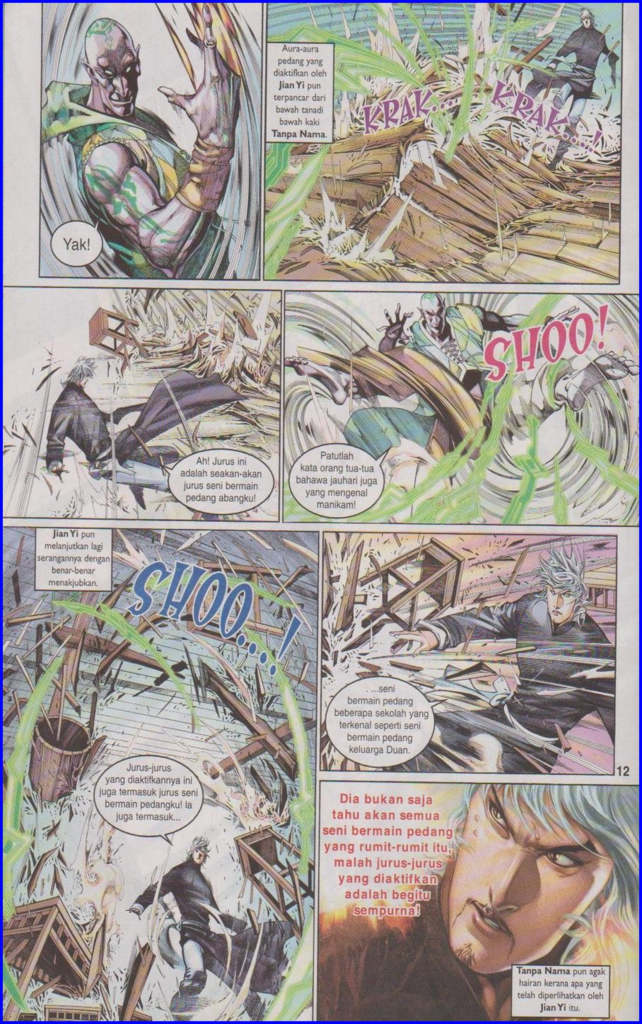 Yak!
Aura-aura
pedang yang
diaktifkan oleh
Jian Yi pun
terpancar dari
bawah tanadi
bawah kaki
Tanpa Nama.
KRAK...
KRAK....!
Ah! Jurus ini
adalah seakan-akan
jurus seni bermain
pedang abangku!
SHOO!
Patutlah
kata orang tua-tua
bahawa jauhari juga
yang mengenal
manikam!
Jian Yi pun
melanjutkan lagi
serangannya dengan
benar-benar
menakjubkan.
SHOO....!
Jurus-jurus
yang diaktifkannya ini
juga termasuk jurus seni
bermain pedangku! Ia
juga termasuk...
...seni
bermain pedang
beberapa sekolah yang
terkenal seperti seni
bermain pedang
keluarga Duan.
12
Dia bukan saja
tahu akan semua
seni bermain pedang
yang rumit-rumit itu,
malah jurus-jurus
yang diaktifkan
adalah begitu
sempurna!
Tanpa Nama pun agak
hairan kerana apa yang
telah diperlihatkan oleh
Jian Yi itu.